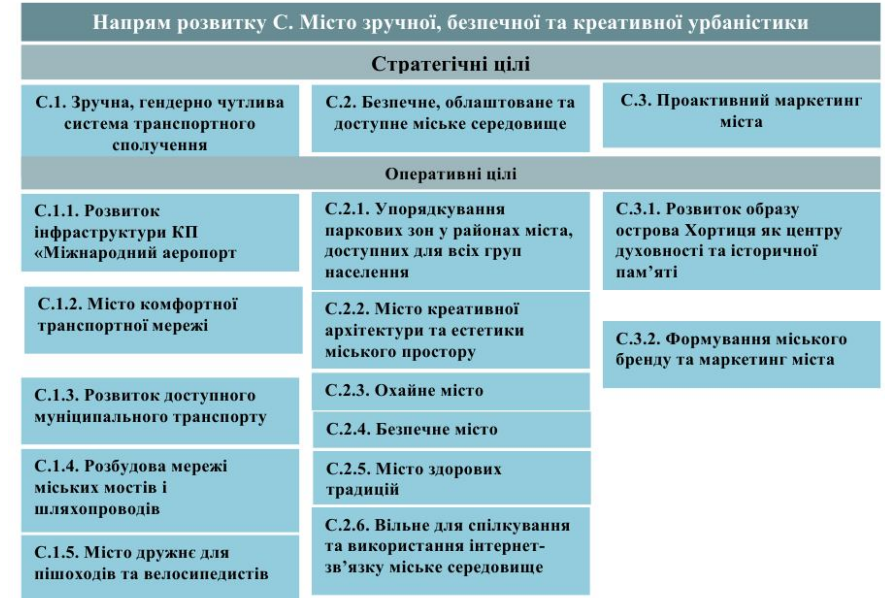 Напрям розвитку С. Місто зручної, безпечної та креативної урбаністики
Стратегічні цілі
С.1. Зручна, гендерно чутлива
система транспортного
сполучення
С.2. Безпечне, облаштоване та
доступне міське середовище
С.3. Проактивний маркетинг
міста
Оперативні цілі
С.1.1. Розвиток
інфраструктури КП
«Міжнародний аеропорт
С.1.2. Місто комфортної
транспортної мережі
С.1.3. Розвиток доступного
муніципального транспорту
С.1.4. Розбудова мережі
міських мостів і
шляхопроводів
С.1.5. Місто дружнє для
пішоходів та велосипедистів
С.2.1. Упорядкування
паркових зон у районах міста,
доступних для всіх груп
населення
С.2.2. Місто креативної
архітектури та естетики
міського простору
С.2.3. Охайне місто
С.2.4. Безпечне місто
С.2.5. Місто здорових
традицій
С.2.6. Вільне для спілкування
та використання інтернет-
зв’язку міське середовище
С.3.1. Розвиток образу
острова Хортиця як центру
духовності та історичної
пам’яті
С.3.2. Формування міського
бренду та маркетинг міста